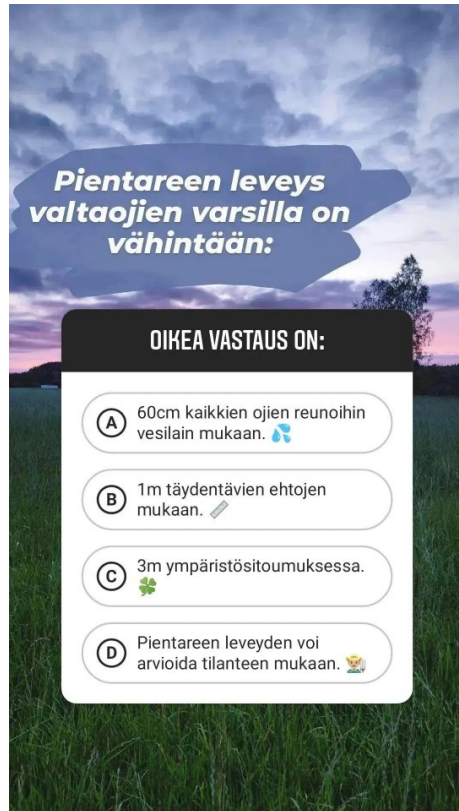 Pientareen leveys
valtaojien varsilla on
vähintään:
OIKEA VASTAUS ON:
A
60cm kaikkien ojien reunoihin
vesilain mukaan. 💦
B
1m täydentävien ehtojen
mukaan. 📏
C
3m ympäristösitoumuksessa.
🍀
D
Pientareen leveyden voi
arvioida tilanteen mukaan. 🧑🏼‍🌾